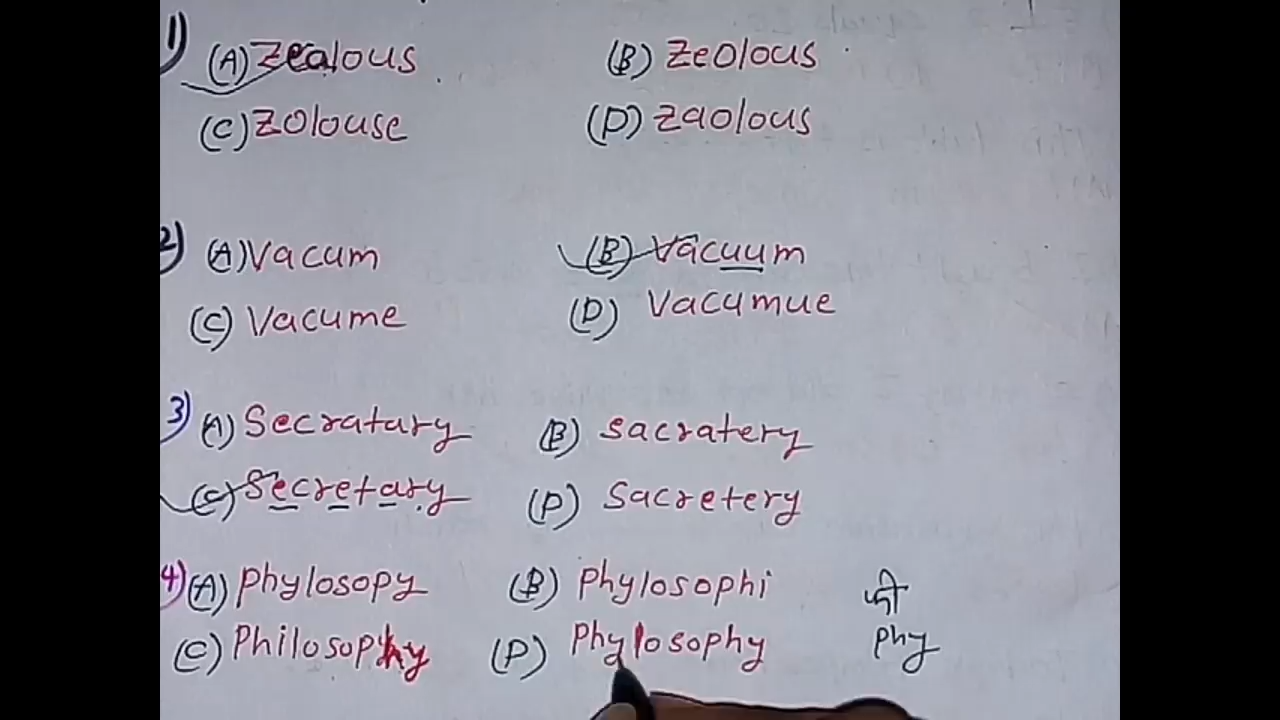 1) (A) Zealous (B) Zeolous
(C) Zolouse (D) Zaolous
2) (A) Vacum (B) Vacuum
(C) Vacume (D) Vacumue
3) (A) Secratary (B) Sacratery
(C) Secretary (D) Sacretery
4) (A) Phylosopy (B) Phylosophi फी
(C) Philosophy (D) Phylosophy Phy